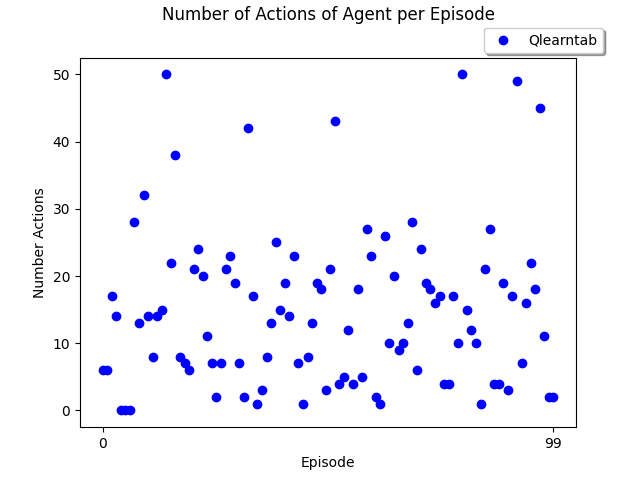 Number of Actions of Agent per Episode
Qlearntab
50
40
30
20
10
0
Number Actions
0 99
Episode